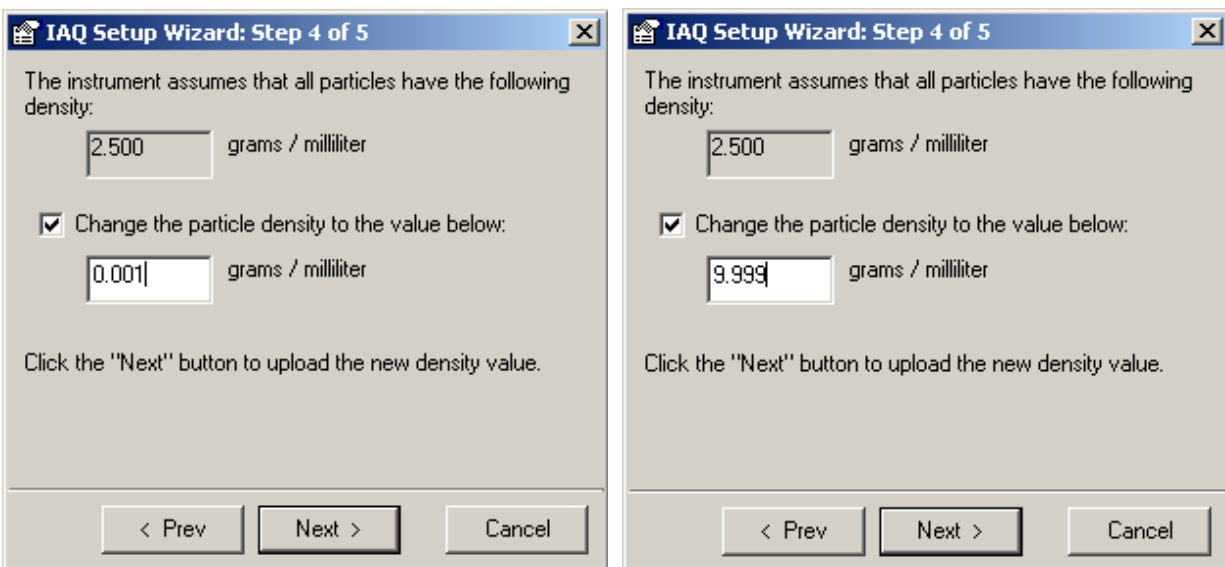 IAQ Setup Wizard: Step 4 of 5
The instrument assumes that all particles have the following
density:
2.500 grams / milliliter
Change the particle density to the value below:
0.001 grams / milliliter
Click the "Next" button to upload the new density value.
< Prev Next > Cancel
IAQ Setup Wizard: Step 4 of 5
The instrument assumes that all particles have the following
density:
2.500 grams / milliliter
Change the particle density to the value below:
9.999 grams / milliliter
Click the "Next" button to upload the new density value.
< Prev Next > Cancel